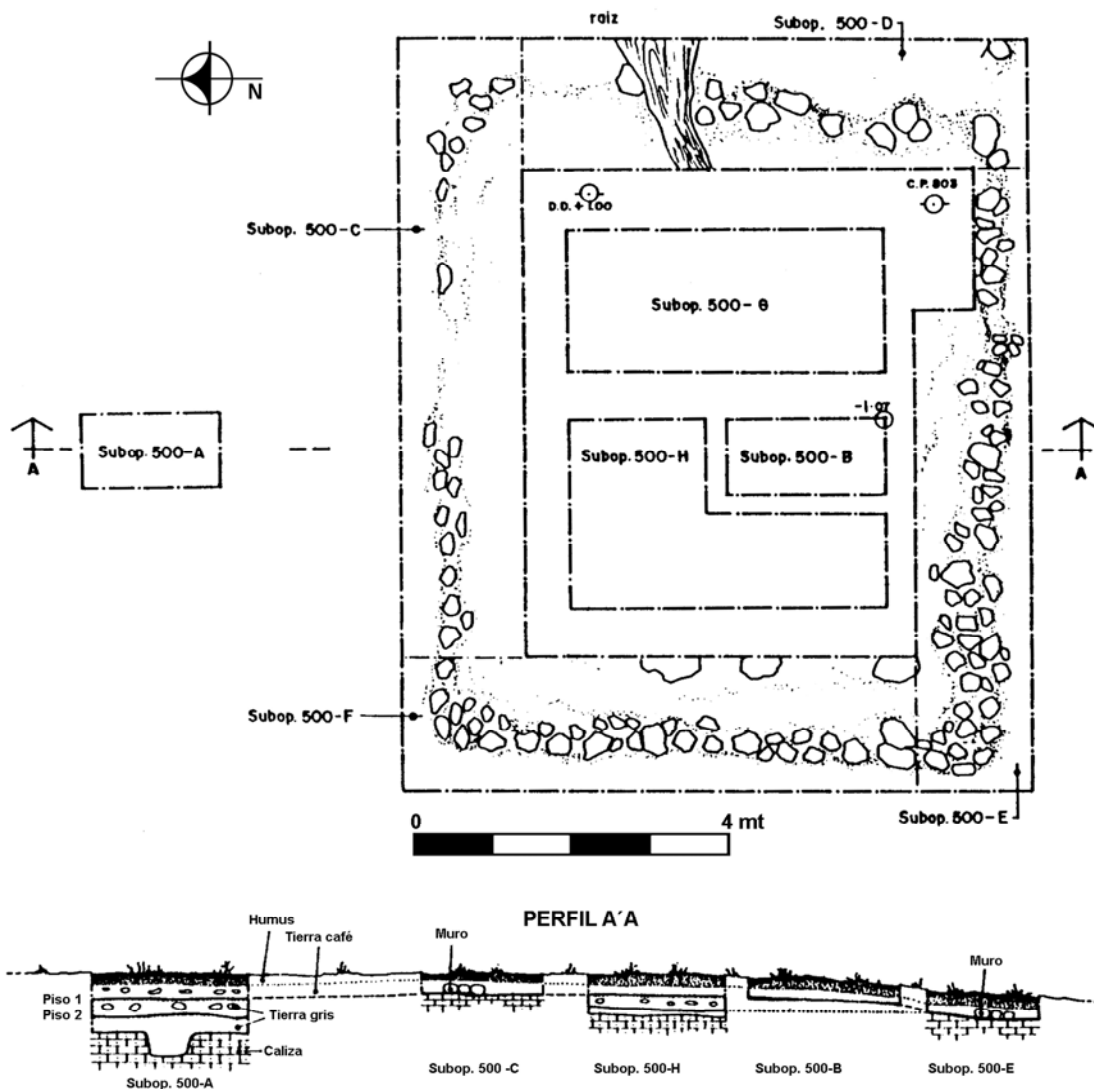 raiz
Subop. 500-D
N
D.D. + 1.00
C.P. 803
Subop. 500-C
Subop. 500-G
-1.07
Subop. 500-A
Subop. 500-H
Subop. 500-B
A
A
Subop. 500-F
Subop. 500-E
0
4 mt
PERFIL A´A
Humus
Tierra café
Muro
Muro
Piso 1
Piso 2
Tierra gris
Caliza
Subop. 500-A
Subop. 500 -C
Subop. 500-H
Subop. 500-B
Subop. 500-E